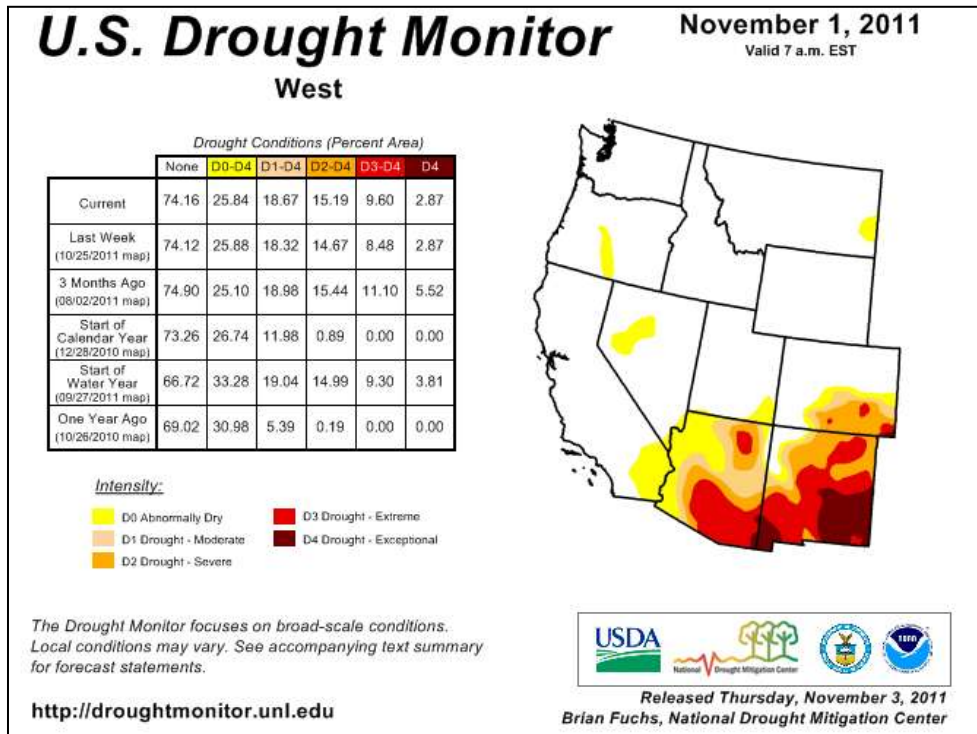 U.S. Drought Monitor
West
November 1, 2011
Valid 7 a.m. EST
Drought Conditions (Percent Area)
None D0-D4 D1-D4 D2-D4 D3-D4 D4
Current 74.16 25.84 18.67 15.19 9.60 2.87
Last Week
(10/25/2011 map) 74.12 25.88 18.32 14.67 8.48 2.87
3 Months Ago
(08/02/2011 map) 74.90 25.10 18.98 15.44 11.10 5.52
Start of
Calendar Year
(12/28/2010 map) 73.26 26.74 11.98 0.89 0.00 0.00
Start of
Water Year
(09/27/2011 map) 66.72 33.28 19.04 14.99 9.30 3.81
One Year Ago
(10/26/2010 map) 69.02 30.98 5.39 0.19 0.00 0.00
Intensity:
D0 Abnormally Dry
D1 Drought - Moderate
D2 Drought - Severe
D3 Drought - Extreme
D4 Drought - Exceptional
The Drought Monitor focuses on broad-scale conditions.
Local conditions may vary. See accompanying text summary
for forecast statements.
http://droughtmonitor.unl.edu
USDA
National Drought Mitigation Center
Released Thursday, November 3, 2011
Brian Fuchs, National Drought Mitigation Center